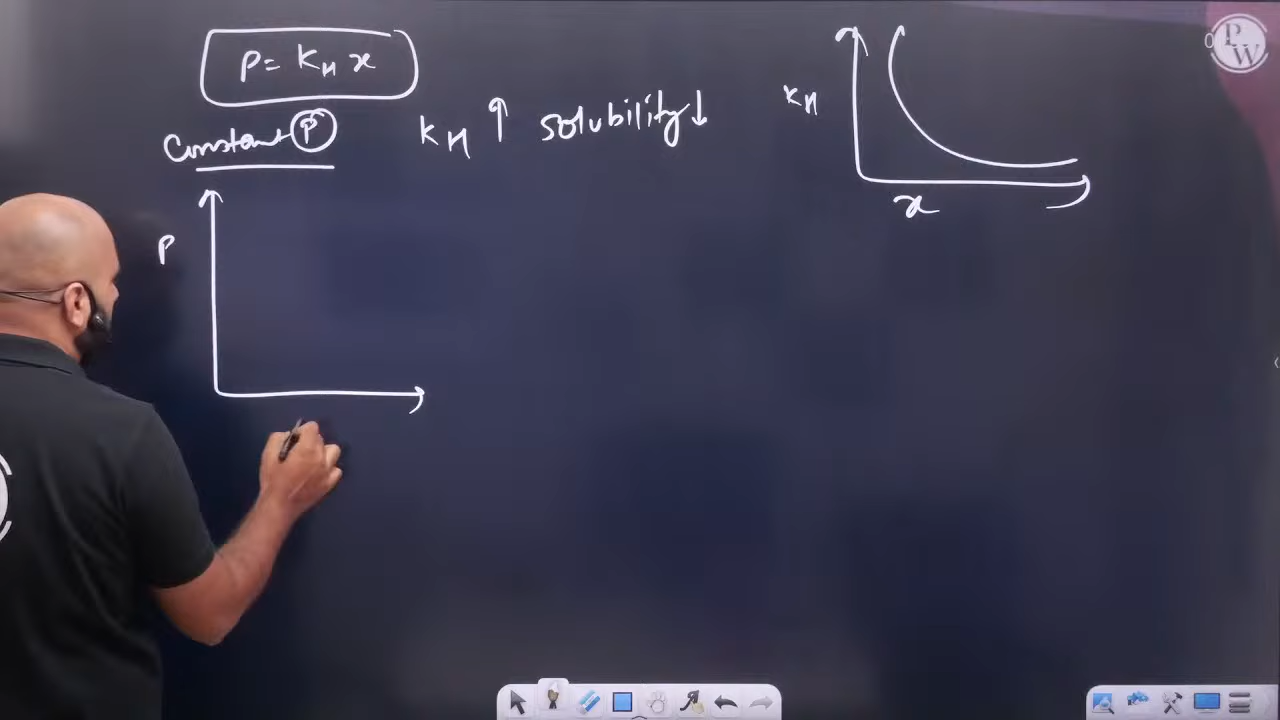 P = K_H x
Constant P K_H ↑ solubility ↓
P
K_H
x
PW